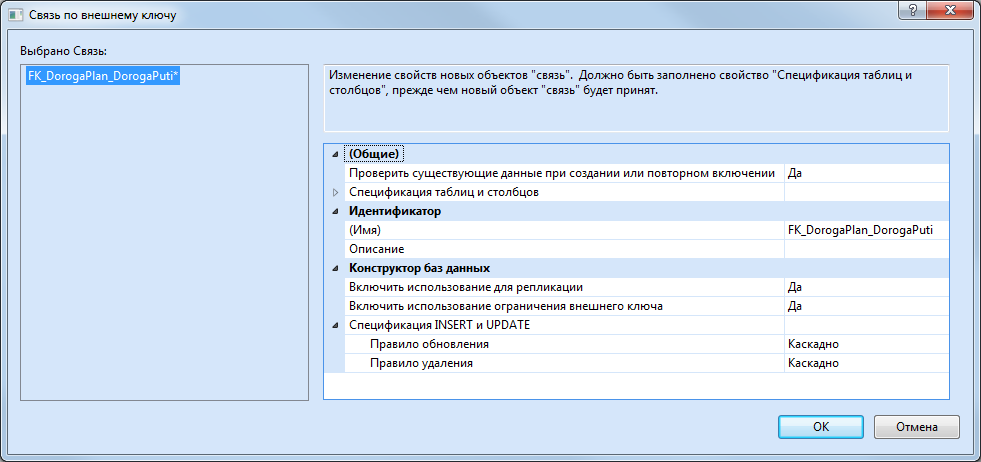 Связь по внешнему ключу
Выбрано Связь:
FK_DorogaPlan_DorogaPuti*
Изменение свойств новых объектов "связь".  Должно быть заполнено свойство "Спецификация таблиц и
столбцов", прежде чем новый объект "связь" будет принят.
(Общие)
Проверить существующие данные при создании или повторном включении Да
Спецификация таблиц и столбцов
Идентификатор
(Имя) FK_DorogaPlan_DorogaPuti
Описание
Конструктор баз данных
Включить использование для репликации Да
Включить использование ограничения внешнего ключа Да
Спецификация INSERT и UPDATE
Правило обновления Каскадно
Правило удаления Каскадно
OK Отмена